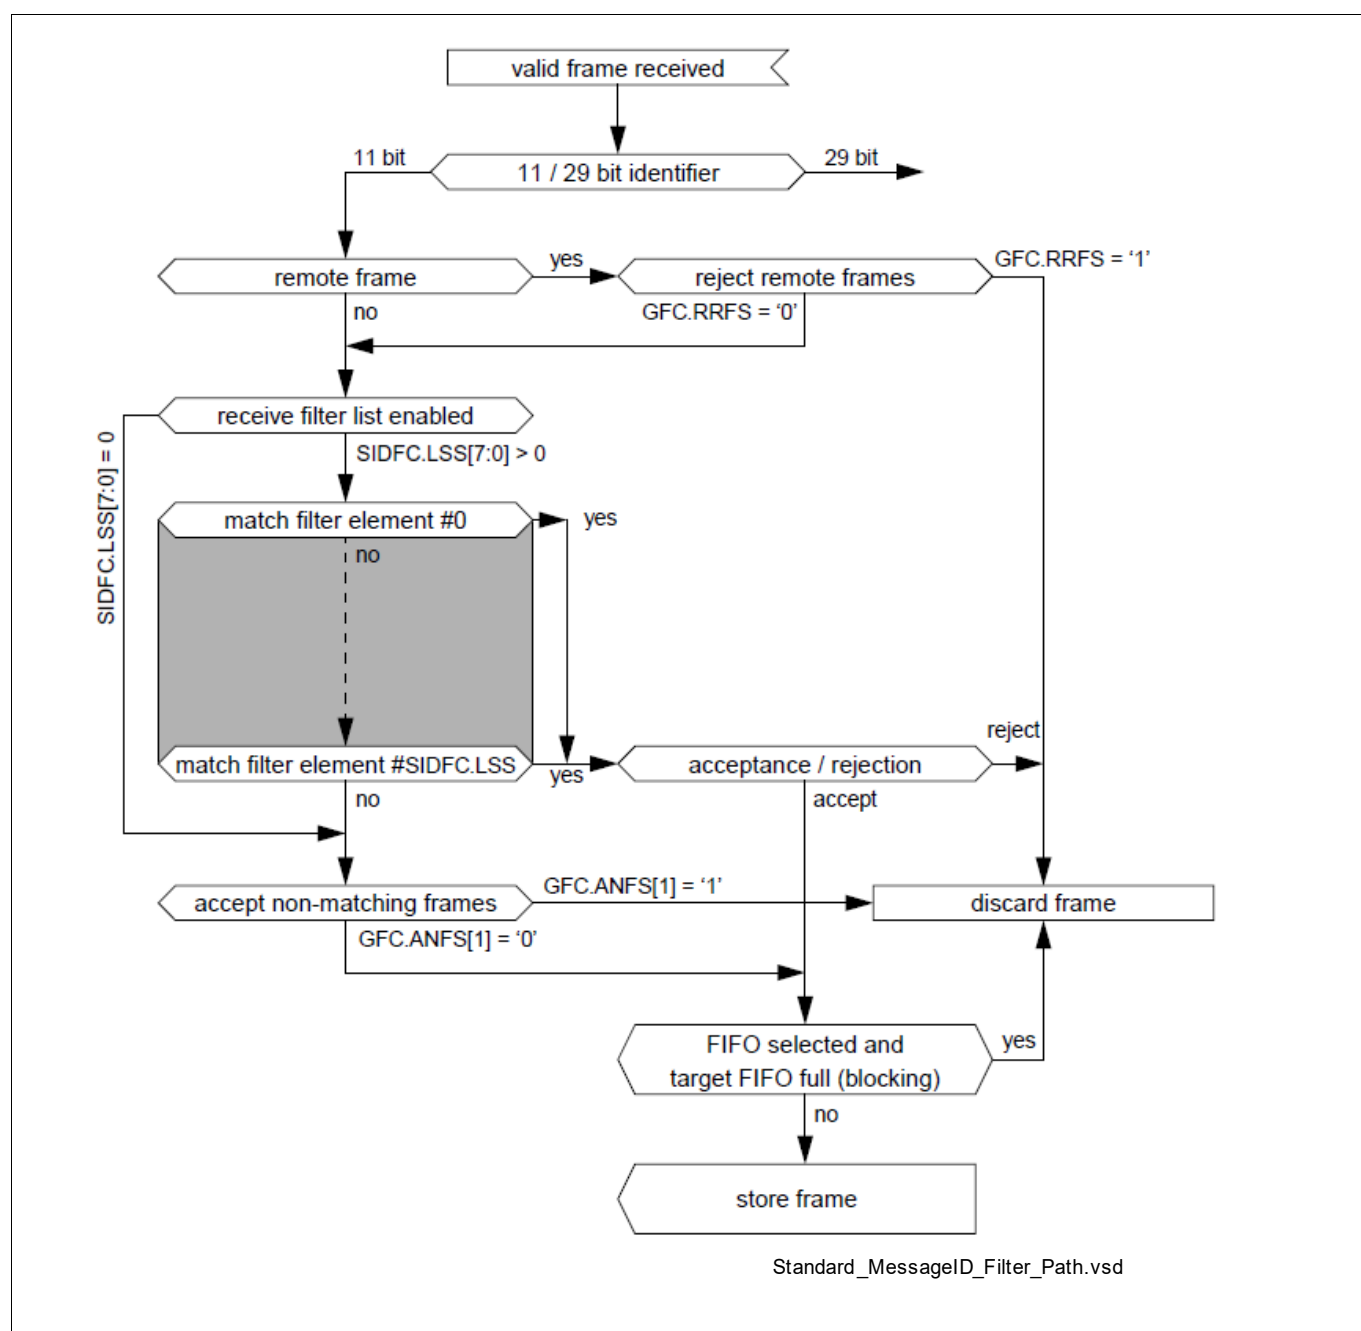 valid frame received
11 bit
11 / 29 bit identifier
29 bit
remote frame
yes
reject remote frames
GFC.RRFS = ‘1’
no
GFC.RRFS = ‘0’
receive filter list enabled
SIDFC.LSS[7:0] > 0
SIDFC.LSS[7:0] = 0
match filter element #0
yes
no
match filter element #SIDFC.LSS
yes
acceptance / rejection
reject
no
accept
accept non-matching frames
GFC.ANFS[1] = ‘1’
discard frame
GFC.ANFS[1] = ‘0’
FIFO selected and
target FIFO full (blocking)
yes
no
store frame
Standard_MessageID_Filter_Path.vsd